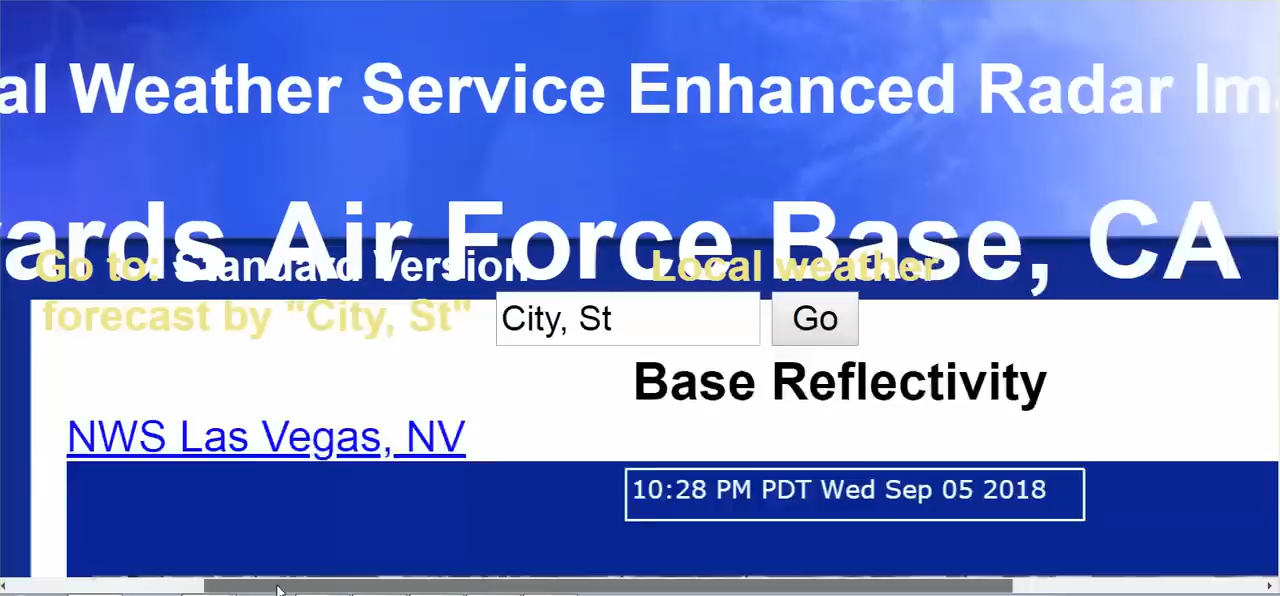 al Weather Service Enhanced Radar Im
ards Air Force Base, CA
Go to: Standard Version Local weather
forecast by "City, St" City, St Go
Base Reflectivity
NWS Las Vegas, NV
10:28 PM PDT Wed Sep 05 2018